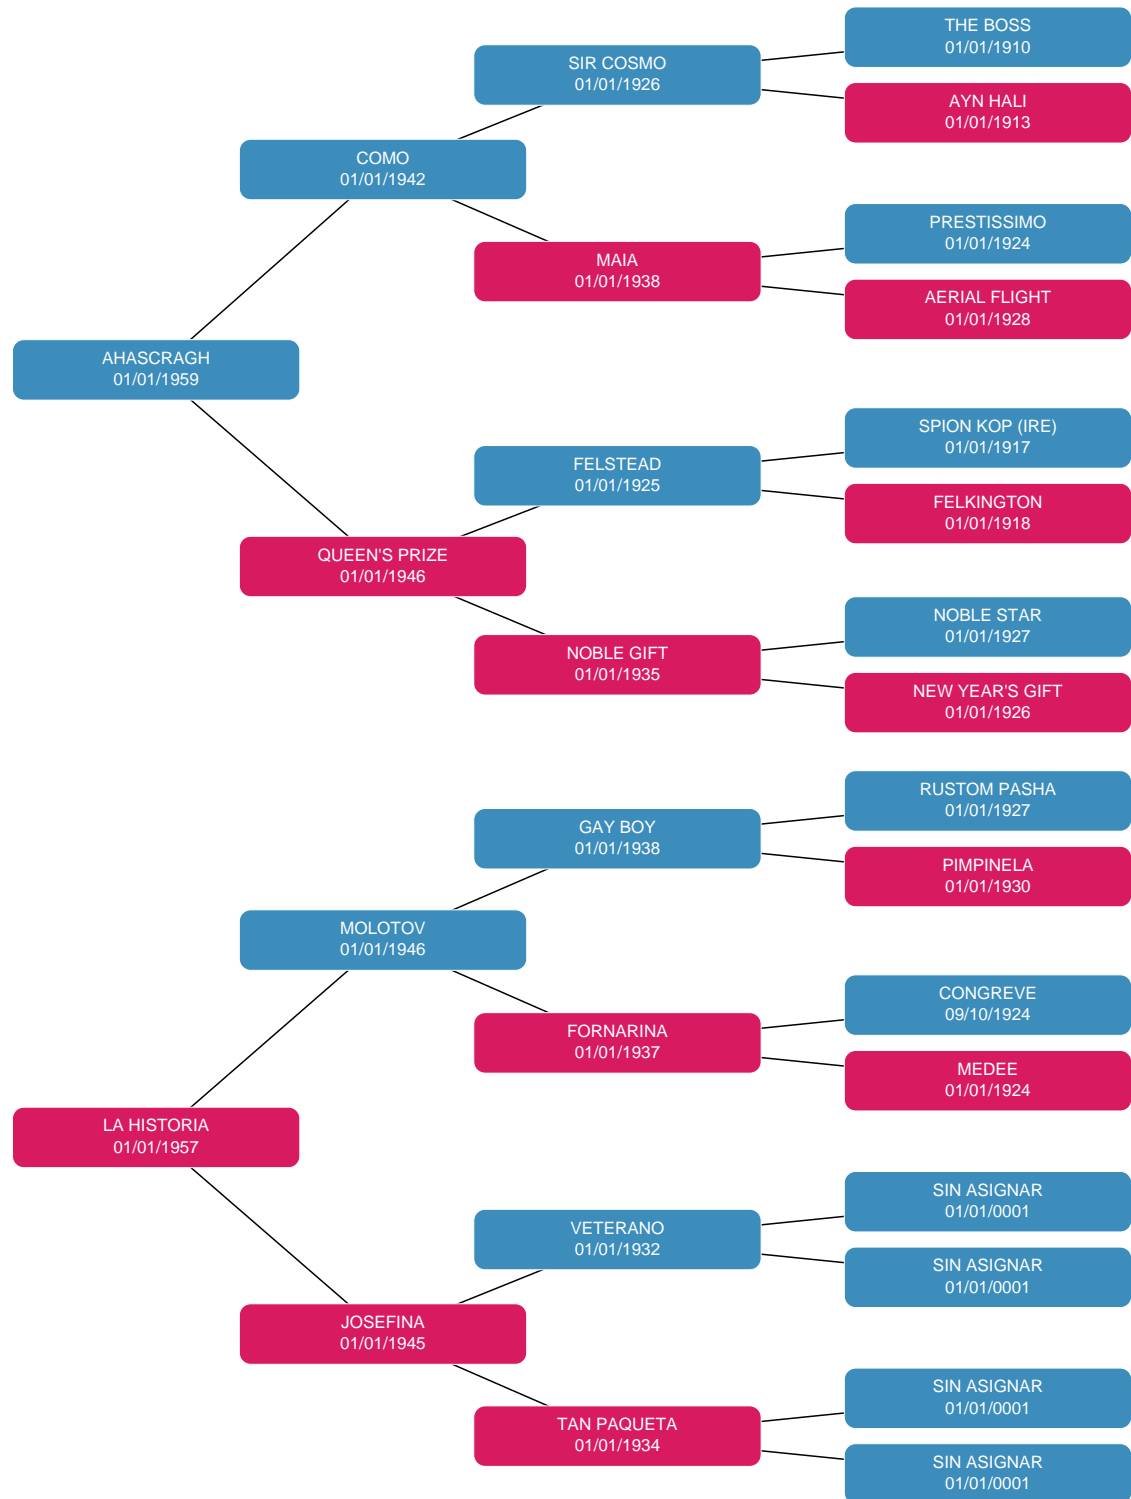 THE BOSS
01/01/1910
SIR COSMO
01/01/1926
AYN HALI
01/01/1913
COMO
01/01/1942
PRESTISSIMO
01/01/1924
MAIA
01/01/1938
AERIAL FLIGHT
01/01/1928
AHASCRAGH
01/01/1959
SPION KOP (IRE)
01/01/1917
FELSTEAD
01/01/1925
FELKINGTON
01/01/1918
QUEEN'S PRIZE
01/01/1946
NOBLE STAR
01/01/1927
NOBLE GIFT
01/01/1935
NEW YEAR'S GIFT
01/01/1926
RUSTOM PASHA
01/01/1927
GAY BOY
01/01/1938
PIMPINELA
01/01/1930
MOLOTOV
01/01/1946
CONGREVE
09/10/1924
FORNARINA
01/01/1937
MEDEE
01/01/1924
LA HISTORIA
01/01/1957
SIN ASIGNAR
01/01/0001
VETERANO
01/01/1932
SIN ASIGNAR
01/01/0001
JOSEFINA
01/01/1945
SIN ASIGNAR
01/01/0001
TAN PAQUETA
01/01/1934
SIN ASIGNAR
01/01/0001